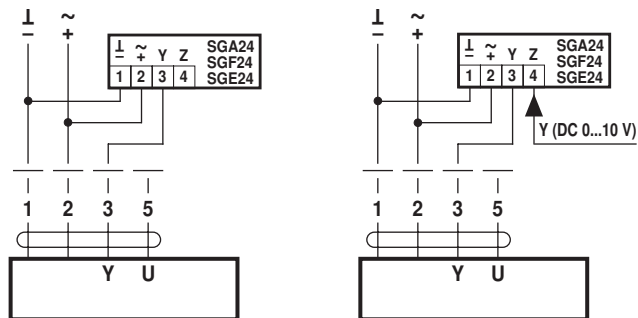 ⊥ ~
– +
⊥ ~ Y Z SGA24
– + SGF24
1 2 3 4 SGE24
1 2 3 5
Y U
⊥ ~
– +
⊥ ~ Y Z SGA24
– + SGF24
1 2 3 4 SGE24
Y (DC 0...10 V)
1 2 3 5
Y U